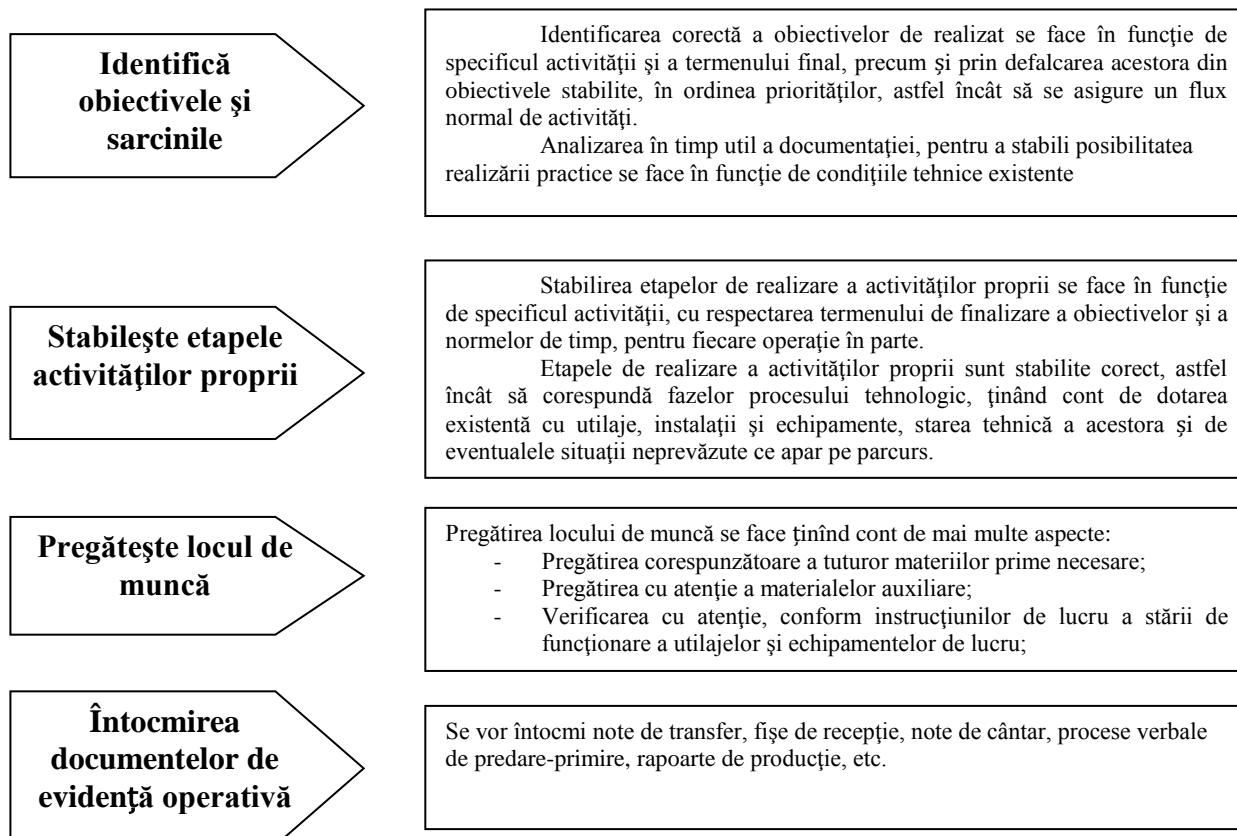 Identifică
obiectivele şi
sarcinile
Identificarea corectă a obiectivelor de realizat se face în funcţie de
specificul activităţii şi a termenului final, precum şi prin defalcarea acestora din
obiectivele stabilite, în ordinea priorităţilor, astfel încât să se asigure un flux
normal de activităţi.
Analizarea în timp util a documentaţiei, pentru a stabili posibilitatea
realizării practice se face în funcţie de condiţiile tehnice existente
Stabileşte etapele
activităţilor proprii
Stabilirea etapelor de realizare a activităţilor proprii se face în funcţie
de specificul activităţii, cu respectarea termenului de finalizare a obiectivelor şi a
normelor de timp, pentru fiecare operaţie în parte.
Etapele de realizare a activităţilor proprii sunt stabilite corect, astfel
încât să corespundă fazelor procesului tehnologic, ţinând cont de dotarea
existentă cu utilaje, instalaţii şi echipamente, starea tehnică a acestora şi de
eventualele situaţii neprevăzute ce apar pe parcurs.
Pregăteşte locul de
muncă
Pregătirea locului de muncă se face ținînd cont de mai multe aspecte:
- Pregătirea corespunzătoare a tuturor materiilor prime necesare;
- Pregătirea cu atenţie a materialelor auxiliare;
- Verificarea cu atenţie, conform instrucţiunilor de lucru a stării de
funcţionare a utilajelor şi echipamentelor de lucru;
Întocmirea
documentelor de
evidență operativă
Se vor întocmi note de transfer, fişe de recepţie, note de cântar, procese verbale
de predare-primire, rapoarte de producţie, etc.